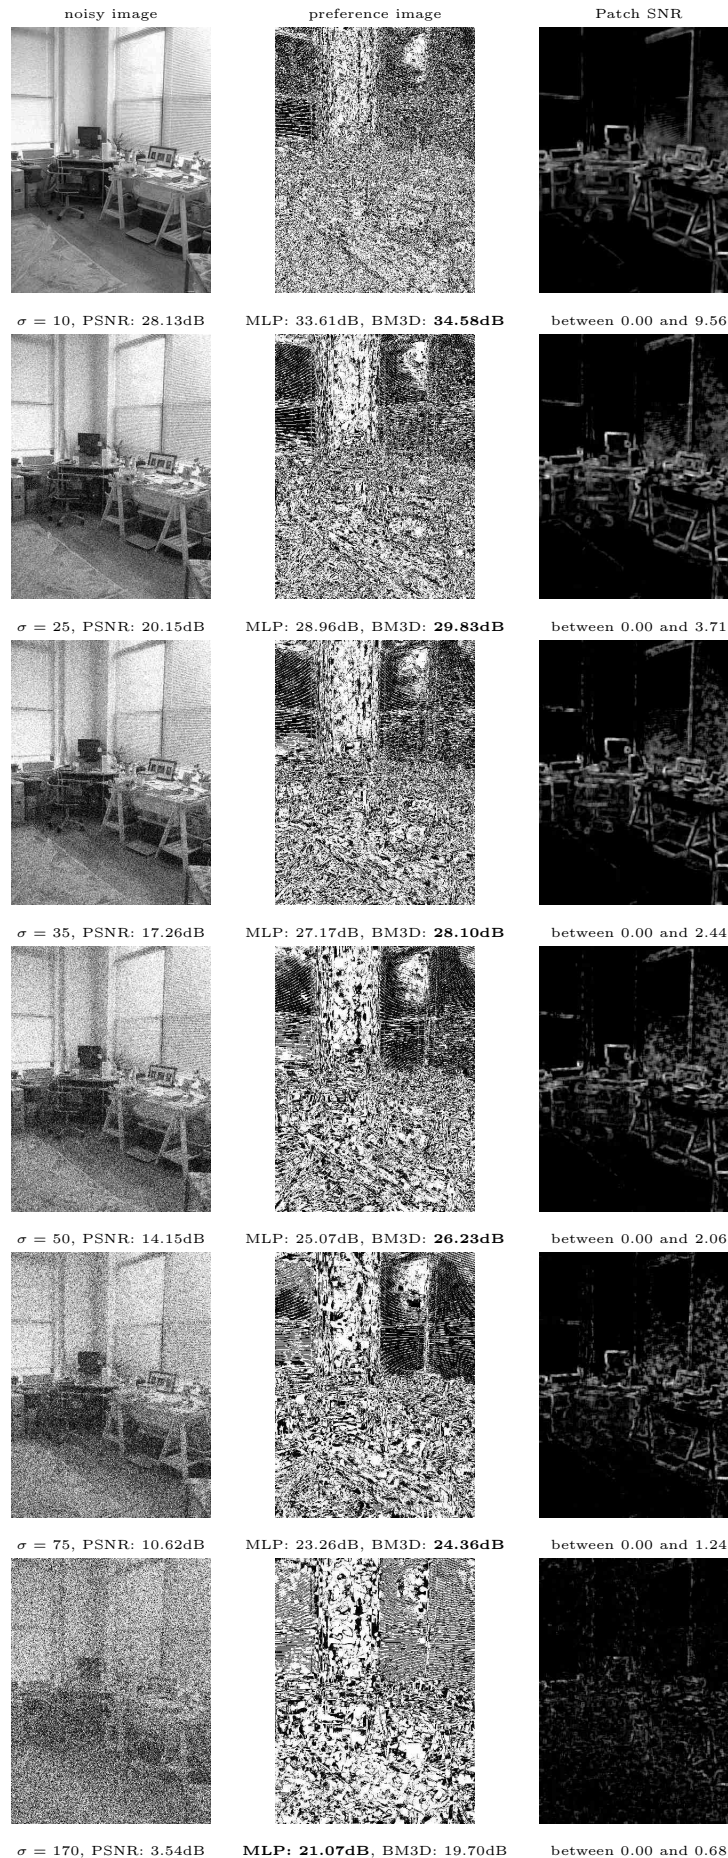 noisy image preference image Patch SNR
σ = 10, PSNR: 28.13dB MLP: 33.61dB, BM3D: 34.58dB between 0.00 and 9.56
σ = 25, PSNR: 20.15dB MLP: 28.96dB, BM3D: 29.83dB between 0.00 and 3.71
σ = 35, PSNR: 17.26dB MLP: 27.17dB, BM3D: 28.10dB between 0.00 and 2.44
σ = 50, PSNR: 14.15dB MLP: 25.07dB, BM3D: 26.23dB between 0.00 and 2.06
σ = 75, PSNR: 10.62dB MLP: 23.26dB, BM3D: 24.36dB between 0.00 and 1.24
σ = 170, PSNR: 3.54dB MLP: 21.07dB, BM3D: 19.70dB between 0.00 and 0.68